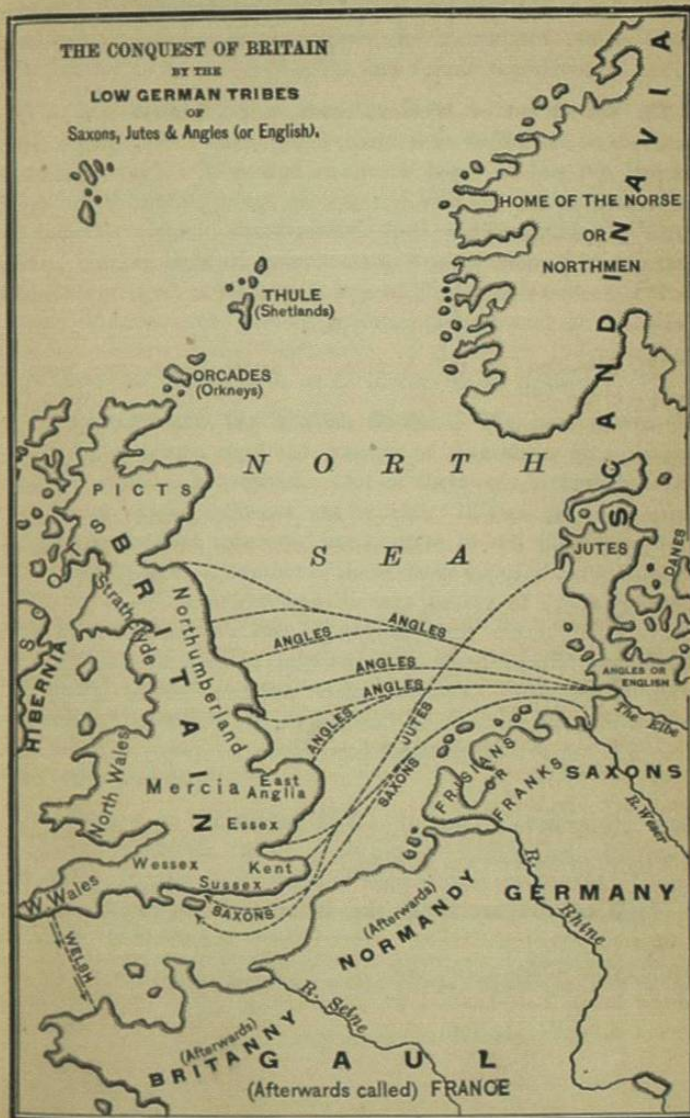 THE CONQUEST OF BRITAIN
BY THE
LOW GERMAN TRIBES
OF
Saxons, Jutes & Angles (or English).
SCANDINAVIA
HOME OF THE NORSE
OR
NORTHMEN
THULE
(Shetlands)
ORCADES
(Orkneys)
NORTH
SEA
PICTS
BRITAIN
Strathclyde
Northumberland
S
HIBERNIA
JUTES
DANES
ANGLES
ANGLES
ANGLES
ANGLES
ANGLES
JUTES
SAXONS
ANGLES OR
ENGLISH
The Elbe
SAXONS
R. Weser
FRISIANS
OR
FRANKS
North Wales
Mercia
East
Anglia
Essex
Wessex
Kent
Sussex
W. Wales
SAXONS
WELSH
GERMANY
R. Rhine
(Afterwards)
NORMANDY
R. Seine
(Afterwards)
BRITANNY
GAUL
(Afterwards called) FRANCE